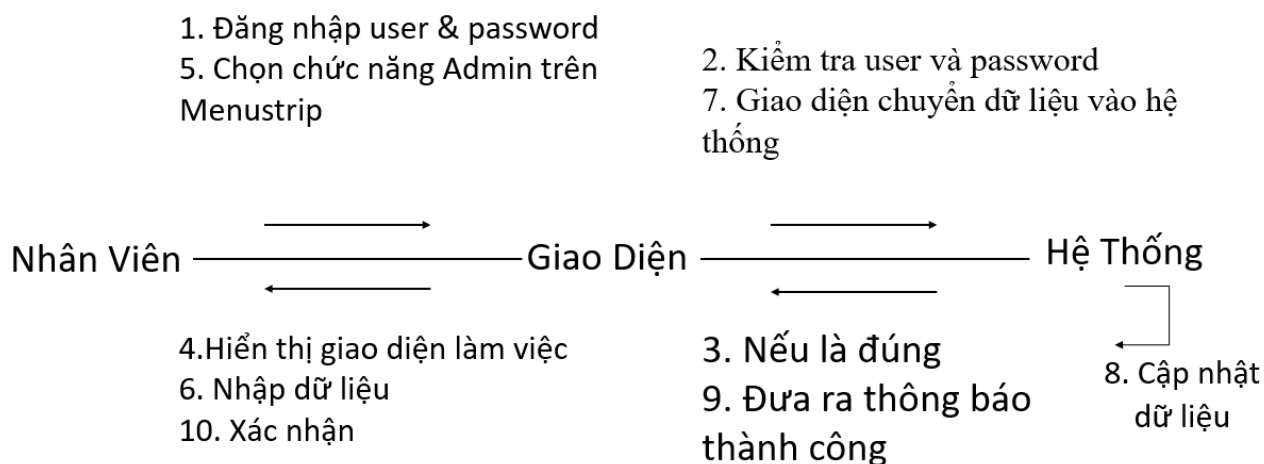 1. Đăng nhập user & password
5. Chọn chức năng Admin trên
Menustrip
2. Kiểm tra user và password
7. Giao diện chuyển dữ liệu vào hệ
thống
Nhân Viên
Giao Diện
Hệ Thống
4.Hiển thị giao diện làm việc
6. Nhập dữ liệu
10. Xác nhận
3. Nếu là đúng
9. Đưa ra thông báo
thành công
8. Cập nhật
dữ liệu